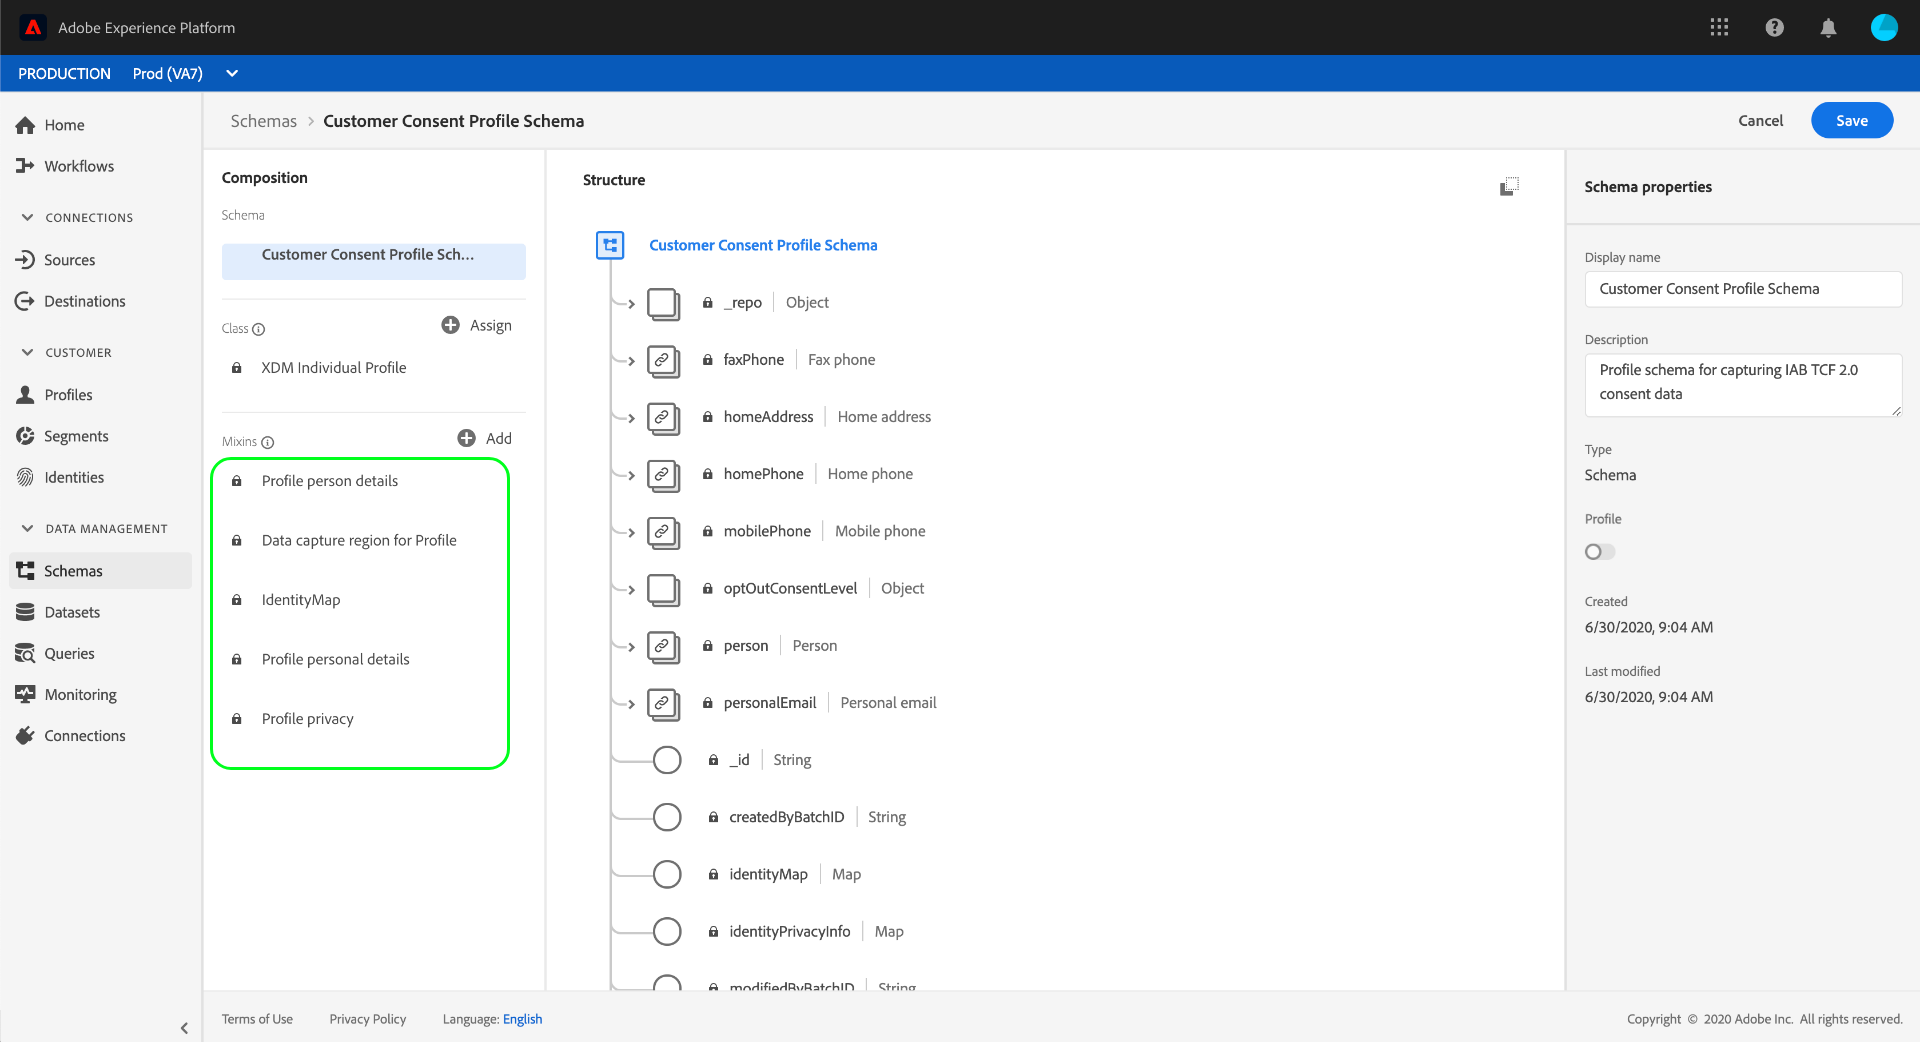 Adobe Experience Platform
PRODUCTION Prod (VA7)
Home
Workflows
CONNECTIONS
Sources
Destinations
CUSTOMER
Profiles
Segments
Identities
DATA MANAGEMENT
Schemas
Datasets
Queries
Monitoring
Connections
Schemas > Customer Consent Profile Schema
Cancel
Save
Composition
Schema
Customer Consent Profile Sch...
Class
Assign
XDM Individual Profile
Mixins
Add
Profile person details
Data capture region for Profile
IdentityMap
Profile personal details
Profile privacy
Structure
Customer Consent Profile Schema
_repo | Object
faxPhone | Fax phone
homeAddress | Home address
homePhone | Home phone
mobilePhone | Mobile phone
optOutConsentLevel | Object
person | Person
personalEmail | Personal email
_id | String
createdByBatchID | String
identityMap | Map
identityPrivacyInfo | Map
modifiedByBatchID | String
Schema properties
Display name
Customer Consent Profile Schema
Description
Profile schema for capturing IAB TCF 2.0
consent data
Type
Schema
Profile
Created
6/30/2020, 9:04 AM
Last modified
6/30/2020, 9:04 AM
Terms of Use
Privacy Policy
Language: English
Copyright © 2020 Adobe Inc. All rights reserved.